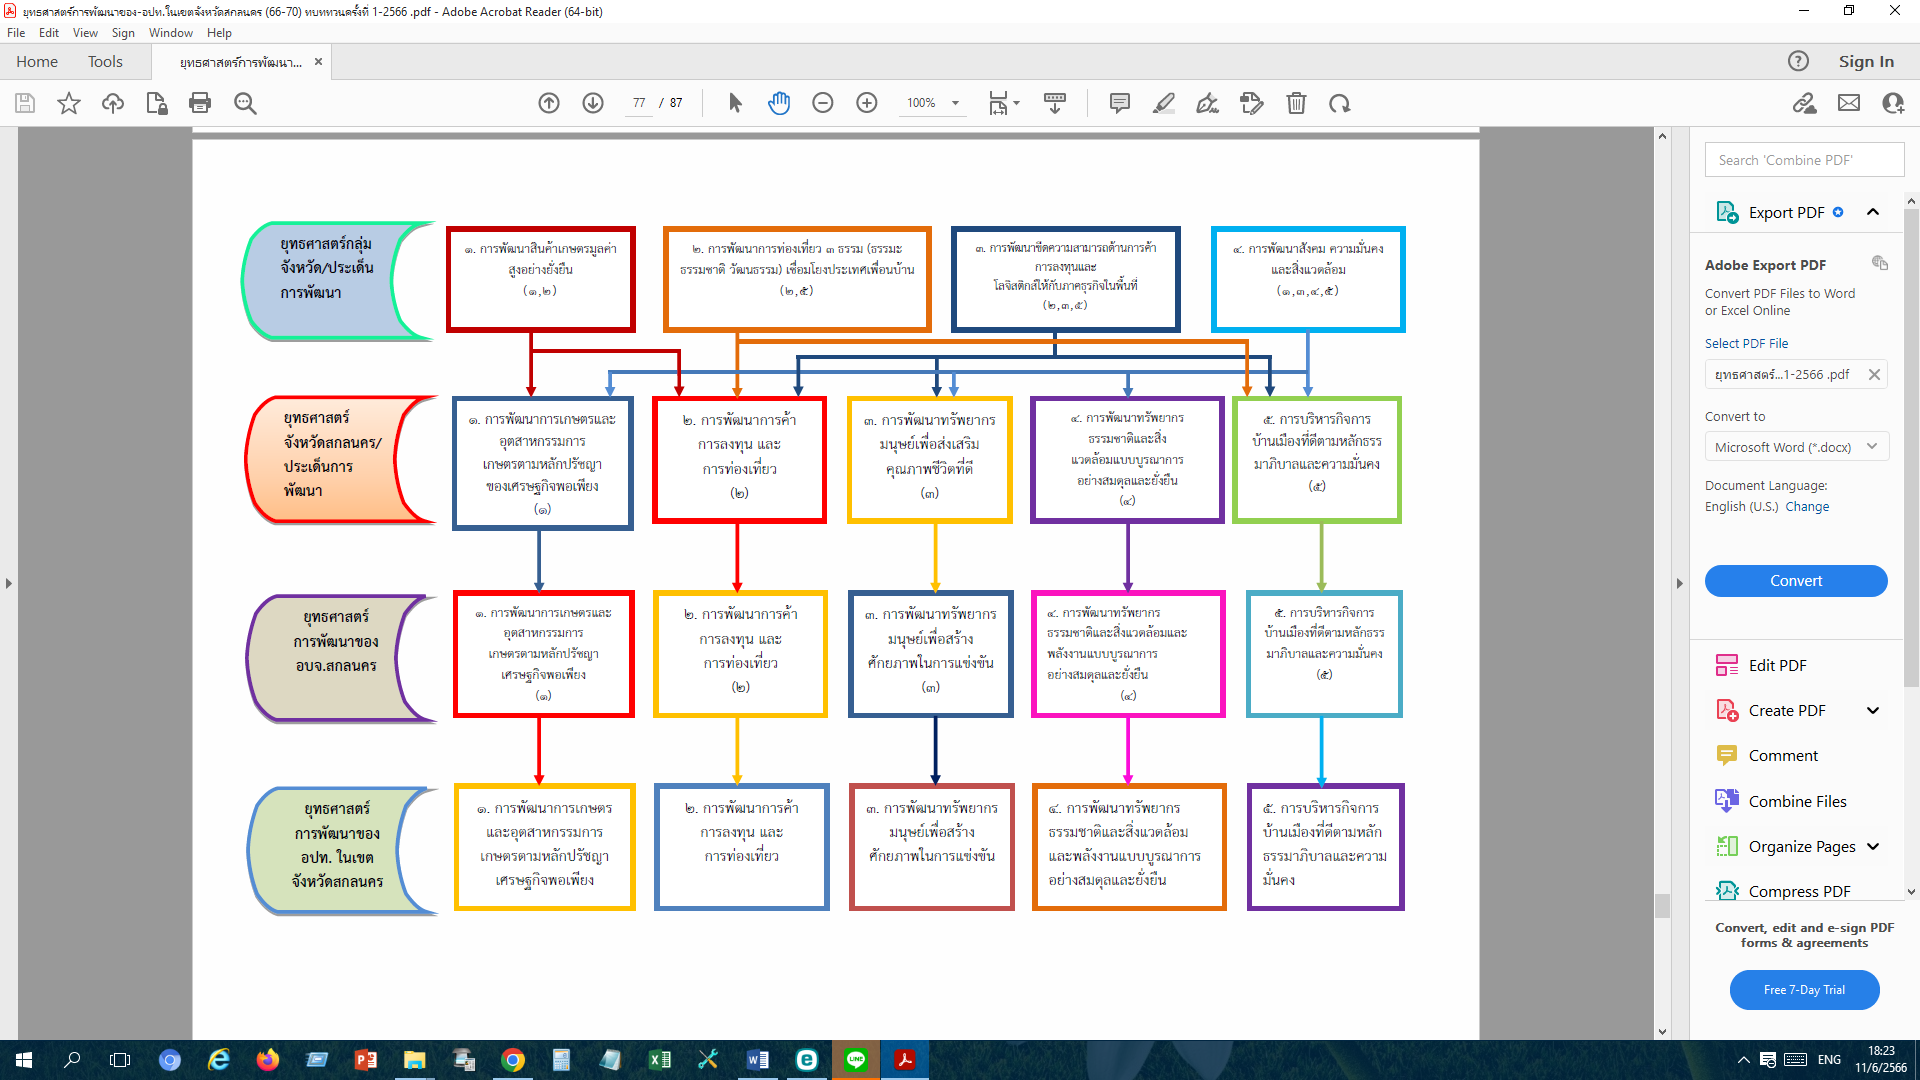 ยุทธศาสตร์การพัฒนาของ-อปท.ในเขตจังหวัดสกลนคร (66-70) ทบทวนครั้งที่ 1-2566 .pdf - Adobe Acrobat Reader (64-bit)
File Edit View Sign Window Help
Home Tools ยุทธศาสตร์การพัฒนา... Sign In
77 / 87 100%
Search 'Combine PDF'
Export PDF
Adobe Export PDF
Convert PDF Files to Word
or Excel Online
Select PDF File
ยุทธศาสตร์...1-2566 .pdf
Convert to
Microsoft Word (*.docx)
Document Language:
English (U.S.) Change
Convert
Edit PDF
Create PDF
Comment
Combine Files
Organize Pages
Compress PDF
Convert, edit and e-sign PDF
forms & agreements
Free 7-Day Trial
ยุทธศาสตร์กลุ่ม
จังหวัด/ประเด็น
การพัฒนา
๑. การพัฒนาสินค้าเกษตรมูลค่า
สูงอย่างยั่งยืน
(๑,๒)
๒. การพัฒนาการท่องเที่ยว ๓ ธรรม (ธรรมะ
ธรรมชาติ วัฒนธรรม) เชื่อมโยงประเทศเพื่อนบ้าน
(๒,๕)
๓. การพัฒนาขีดความสามารถด้านการค้า
การลงทุนและ
โลจิสติกส์ให้กับภาคธุรกิจในพื้นที่
(๒,๓,๕)
๔. การพัฒนาสังคม ความมั่นคง
และสิ่งแวดล้อม
(๑,๓,๔,๕)
ยุทธศาสตร์
จังหวัดสกลนคร/
ประเด็นการ
พัฒนา
๑. การพัฒนาการเกษตรและ
อุตสาหกรรมการ
เกษตรตามหลักปรัชญา
ของเศรษฐกิจพอเพียง
(๑)
๒. การพัฒนาการค้า
การลงทุน และ
การท่องเที่ยว
(๒)
๓. การพัฒนาทรัพยากร
มนุษย์เพื่อส่งเสริม
คุณภาพชีวิตที่ดี
(๓)
๔. การพัฒนาทรัพยากร
ธรรมชาติและสิ่ง
แวดล้อมแบบบูรณาการ
อย่างสมดุลและยั่งยืน
(๔)
๕. การบริหารกิจการ
บ้านเมืองที่ดีตามหลักธรร
มาภิบาลและความมั่นคง
(๕)
ยุทธศาสตร์
การพัฒนาของ
อบจ.สกลนคร
๑. การพัฒนาการเกษตรและ
อุตสาหกรรมการ
เกษตรตามหลักปรัชญา
เศรษฐกิจพอเพียง
(๑)
๒. การพัฒนาการค้า
การลงทุน และ
การท่องเที่ยว
(๒)
๓. การพัฒนาทรัพยากร
มนุษย์เพื่อสร้าง
ศักยภาพในการแข่งขัน
(๓)
๔. การพัฒนาทรัพยากร
ธรรมชาติและสิ่งแวดล้อมและ
พลังงานแบบบูรณาการ
อย่างสมดุลและยั่งยืน
(๔)
๕. การบริหารกิจการ
บ้านเมืองที่ดีตามหลักธรร
มาภิบาลและความมั่นคง
(๕)
ยุทธศาสตร์
การพัฒนาของ
อปท. ในเขต
จังหวัดสกลนคร
๑. การพัฒนาการเกษตร
และอุตสาหกรรมการ
เกษตรตามหลักปรัชญา
เศรษฐกิจพอเพียง
๒. การพัฒนาการค้า
การลงทุน และ
การท่องเที่ยว
๓. การพัฒนาทรัพยากร
มนุษย์เพื่อสร้าง
ศักยภาพในการแข่งขัน
๔. การพัฒนาทรัพยากร
ธรรมชาติและสิ่งแวดล้อม
และพลังงานแบบบูรณาการ
อย่างสมดุลและยั่งยืน
๕. การบริหารกิจการ
บ้านเมืองที่ดีตามหลัก
ธรรมาภิบาลและความ
มั่นคง
LINE
ENG
18:23
11/6/2566